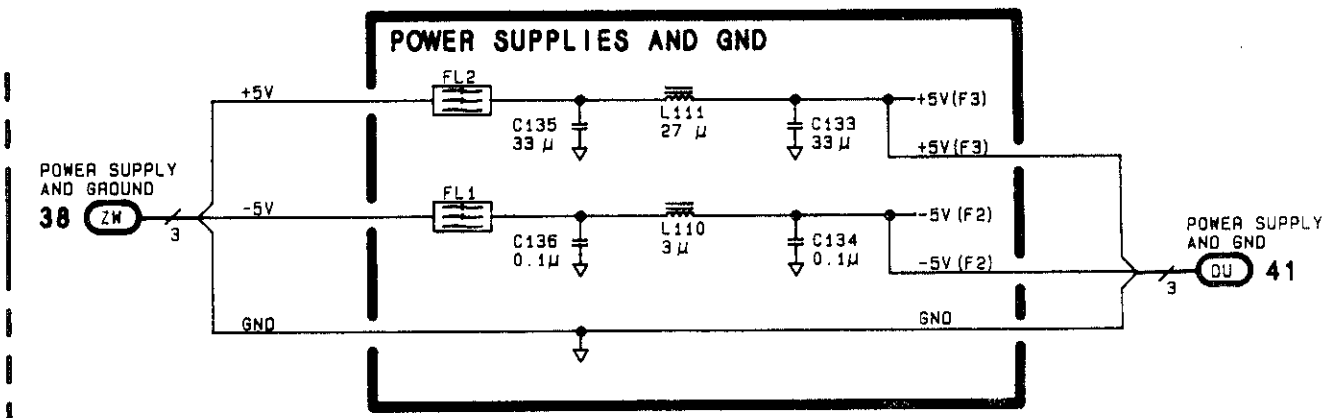 POWER SUPPLIES AND GND
FL2
+5V
+5V(F3)
C135
33 μ
L111
27 μ
C133
33 μ
+5V(F3)
POWER SUPPLY
AND GROUND
38 ZW
3
FL1
-5V
-5V (F2)
C136
0.1μ
L110
3 μ
C134
0.1μ
-5V (F2)
POWER SUPPLY
AND GND
DU 41
3
GND
GND